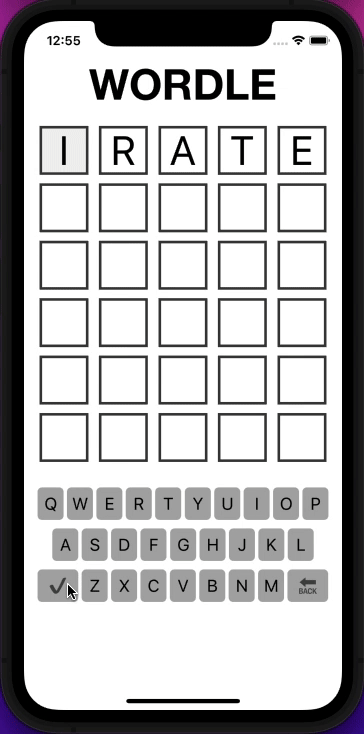 12:55
WORDLE
I R A T E
Q W E R T Y U I O P
A S D F G H J K L
Z X C V B N M BACK